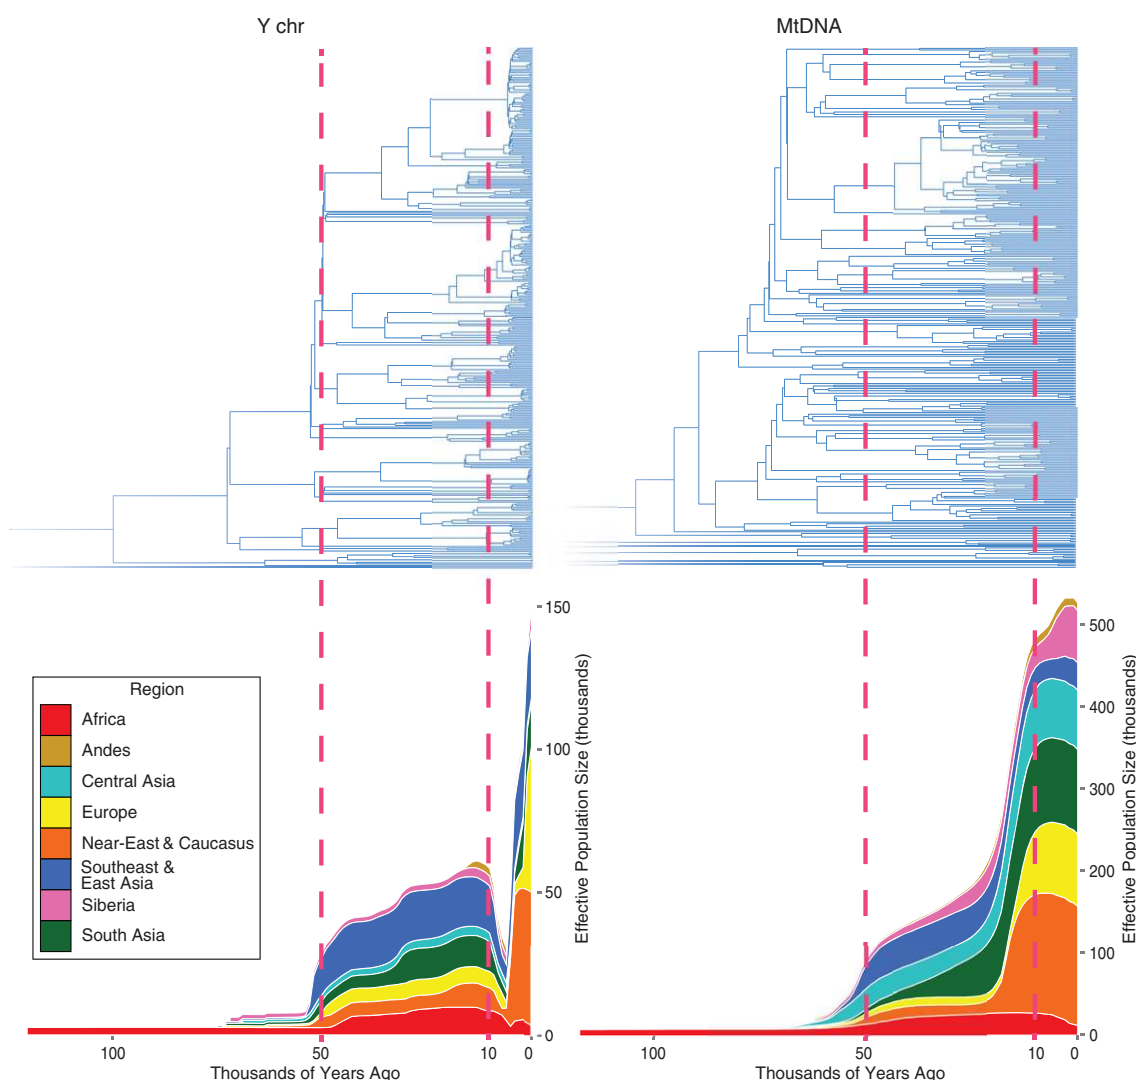 Y chr
MtDNA
150
100
50
0
Effective Population Size (thousands)
500
400
300
200
100
0
Effective Population Size (thousands)
Region
Africa
Andes
Central Asia
Europe
Near-East & Caucasus
Southeast &
East Asia
Siberia
South Asia
100
50
10
0
Thousands of Years Ago
100
50
10
0
Thousands of Years Ago